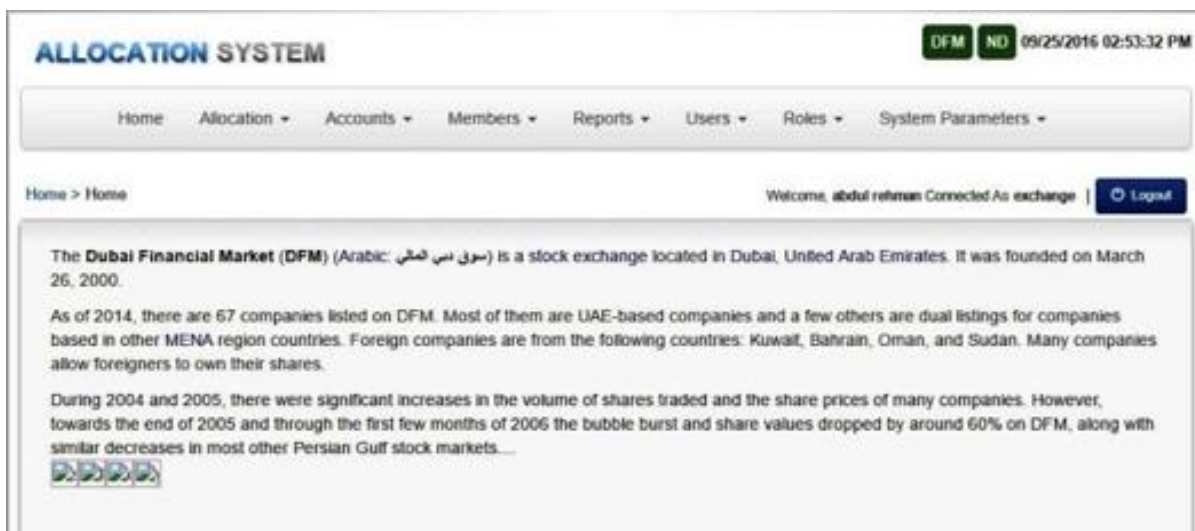 ALLOCATION SYSTEM
DFM ND 09/25/2016 02:53:32 PM
Home Allocation Accounts Members Reports Users Roles System Parameters
Home > Home
Welcome, abdul rehman Connected As exchange | Logout
The Dubai Financial Market (DFM) (Arabic: سوق دبي المالي) is a stock exchange located in Dubai, United Arab Emirates. It was founded on March
26, 2000.
As of 2014, there are 67 companies listed on DFM. Most of them are UAE-based companies and a few others are dual listings for companies
based in other MENA region countries. Foreign companies are from the following countries: Kuwait, Bahrain, Oman, and Sudan. Many companies
allow foreigners to own their shares.
During 2004 and 2005, there were significant increases in the volume of shares traded and the share prices of many companies. However,
towards the end of 2005 and through the first few months of 2006 the bubble burst and share values dropped by around 60% on DFM, along with
similar decreases in most other Persian Gulf stock markets....